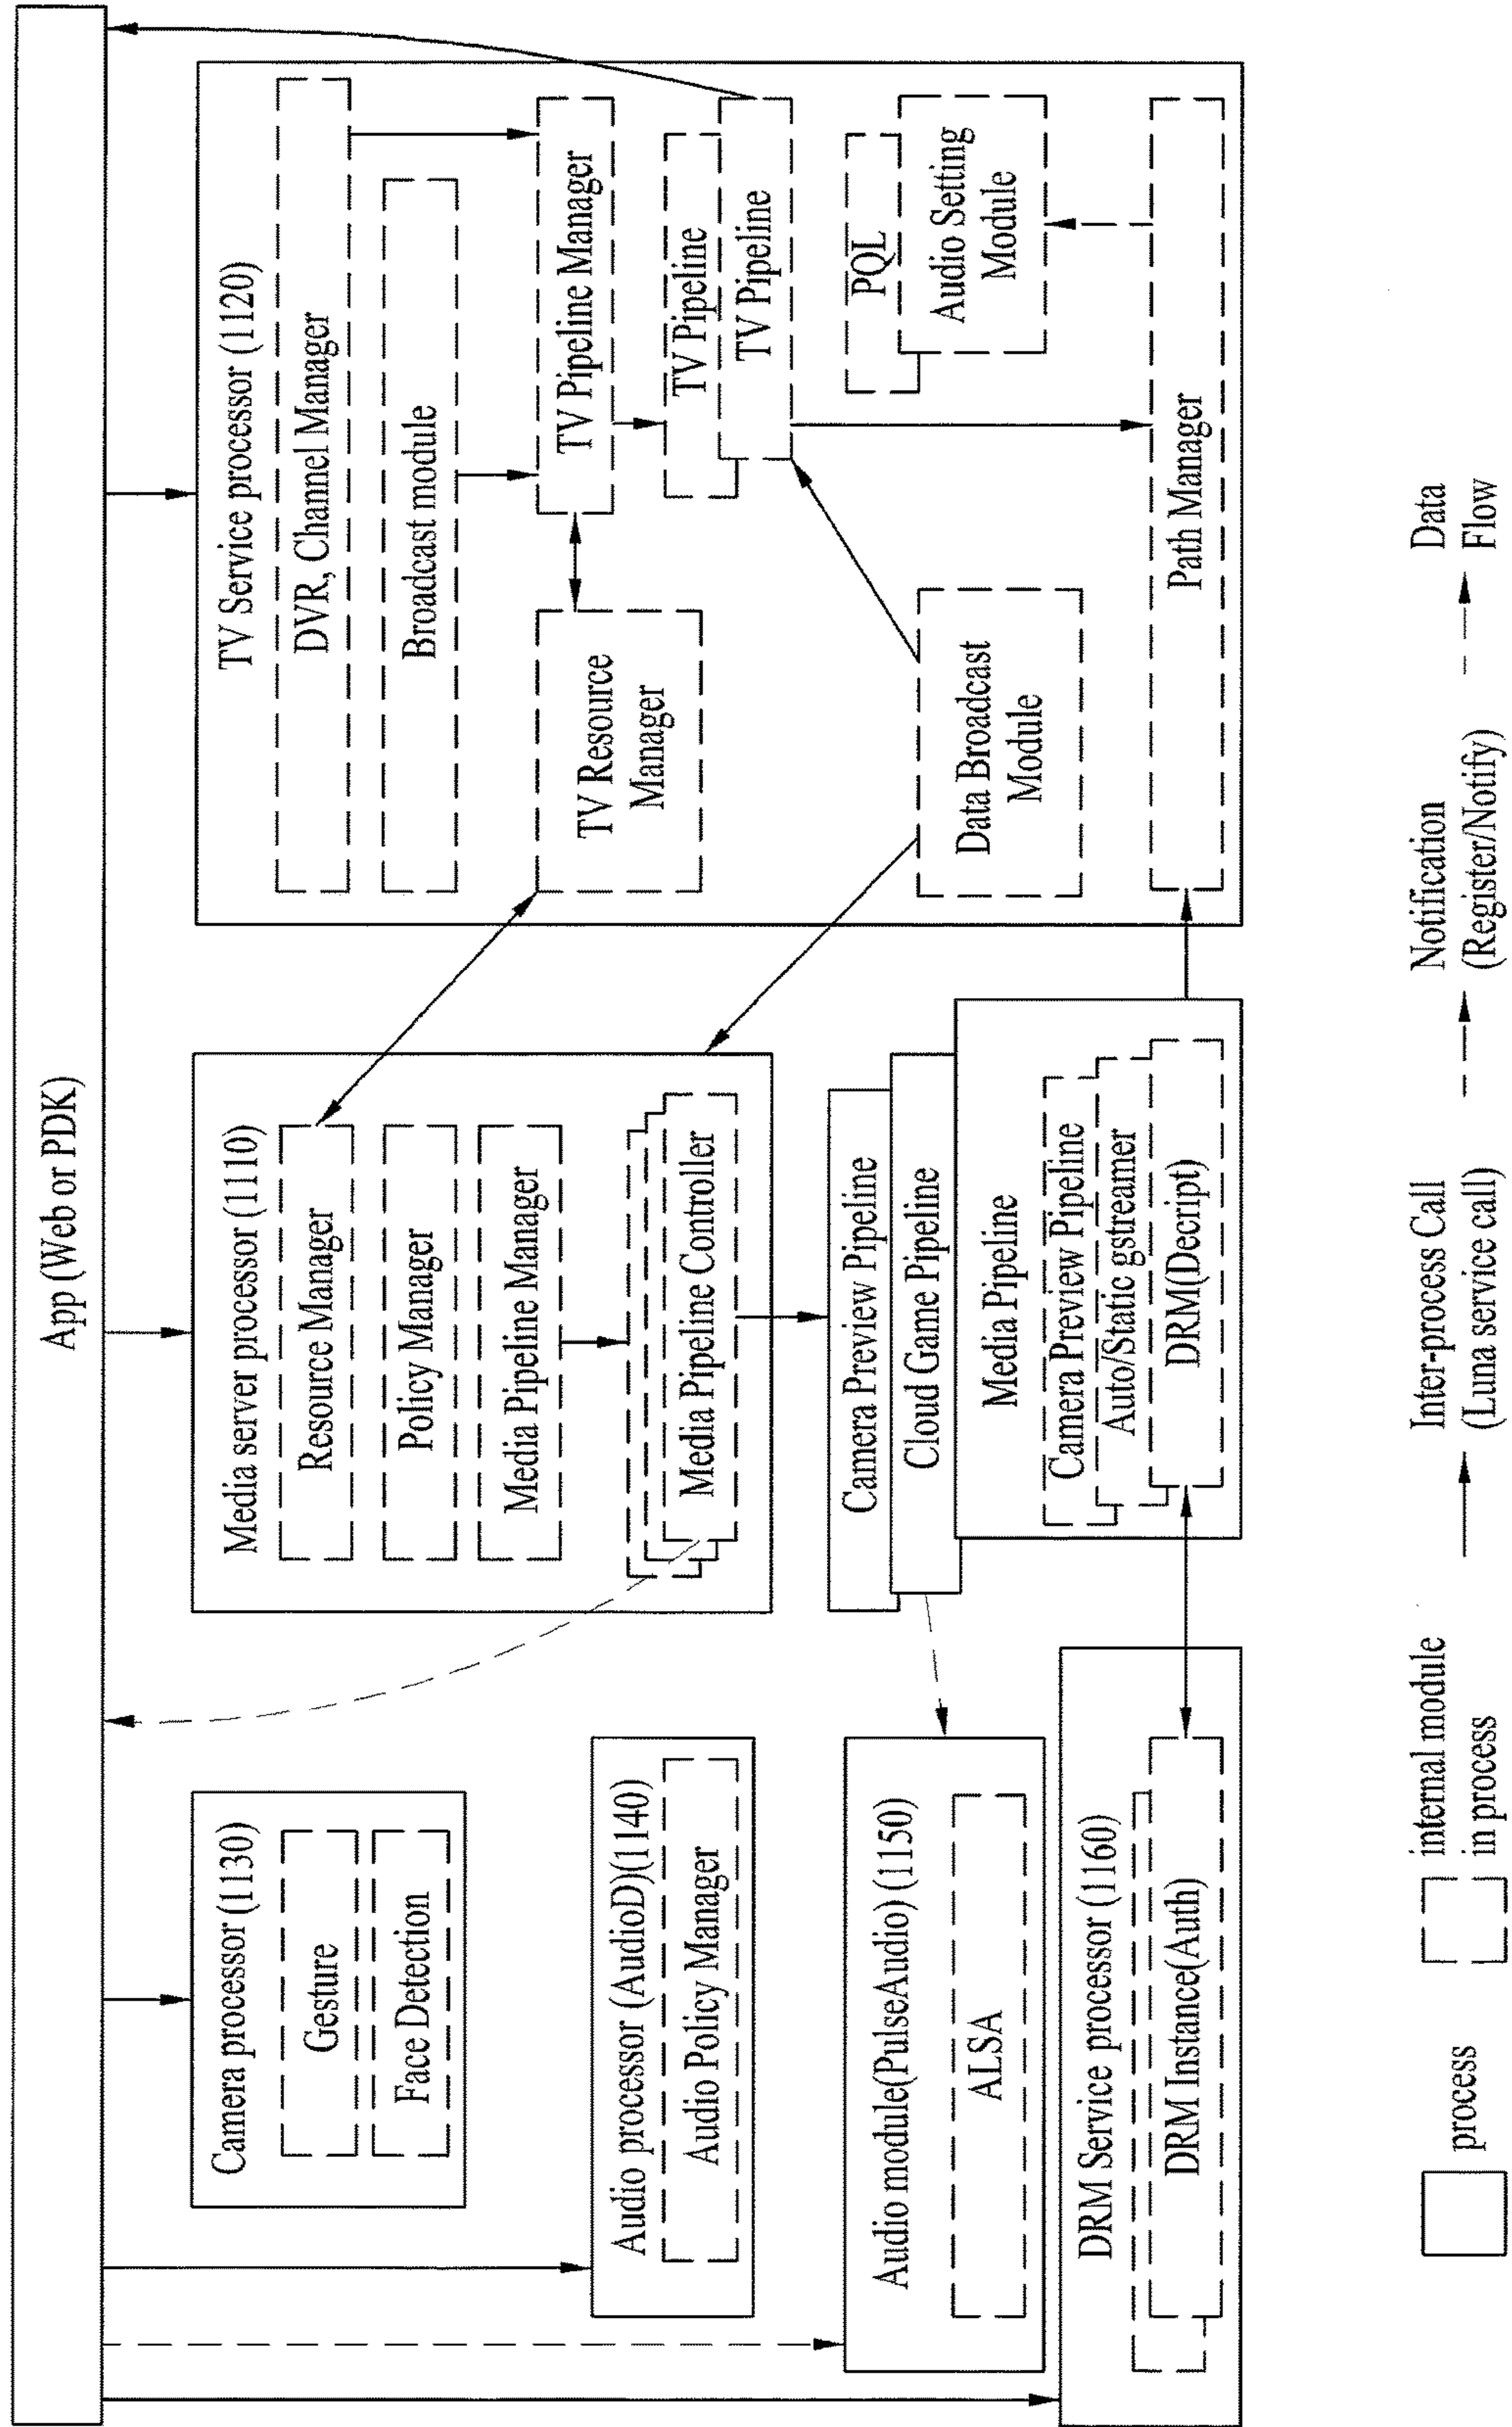 App (Web or PDK)
Camera processor (1130)
Gesture
Face Detection
Audio processor (AudioD)(1140)
Audio Policy Manager
Audio module(PulseAudio) (1150)
ALSA
DRM Service processor (1160)
DRM Instance(Auth)
Media server processor (1110)
Resource Manager
Policy Manager
Media Pipeline Manager
Media Pipeline Controller
Camera Preview Pipeline
Cloud Game Pipeline
Media Pipeline
Camera Preview Pipeline
Auto/Static gstreamer
DRM(Decript)
TV Service processor (1120)
DVR, Channel Manager
Broadcast module
TV Resource
Manager
TV Pipeline Manager
TV Pipeline
TV Pipeline
Data Broadcast
Module
PQL
Audio Setting
Module
Path Manager
process
internal module
in process
Inter-process Call
(Luna service call)
Notification
(Register/Notify)
Data
Flow